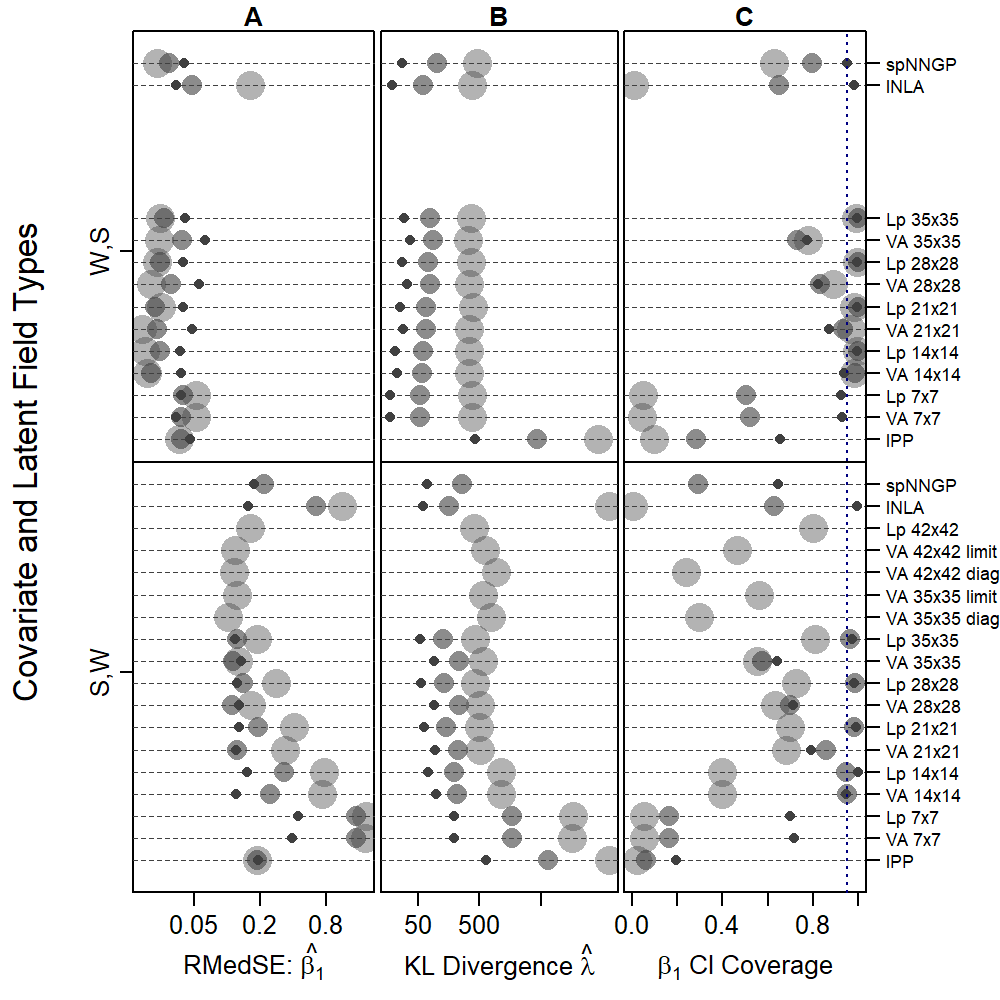 A B C
Covariate and Latent Field Types
W,S
spNNGP
INLA
Lp 35x35
VA 35x35
Lp 28x28
VA 28x28
Lp 21x21
VA 21x21
Lp 14x14
VA 14x14
Lp 7x7
VA 7x7
IPP
S,W
spNNGP
INLA
Lp 42x42
VA 42x42 limit
VA 42x42 diag
VA 35x35 limit
VA 35x35 diag
Lp 35x35
VA 35x35
Lp 28x28
VA 28x28
Lp 21x21
VA 21x21
Lp 14x14
VA 14x14
Lp 7x7
VA 7x7
IPP
0.05 0.2 0.8 50 500 0.0 0.4 0.8
RMedSE: β̂₁ KL Divergence λ̂ β₁ CI Coverage